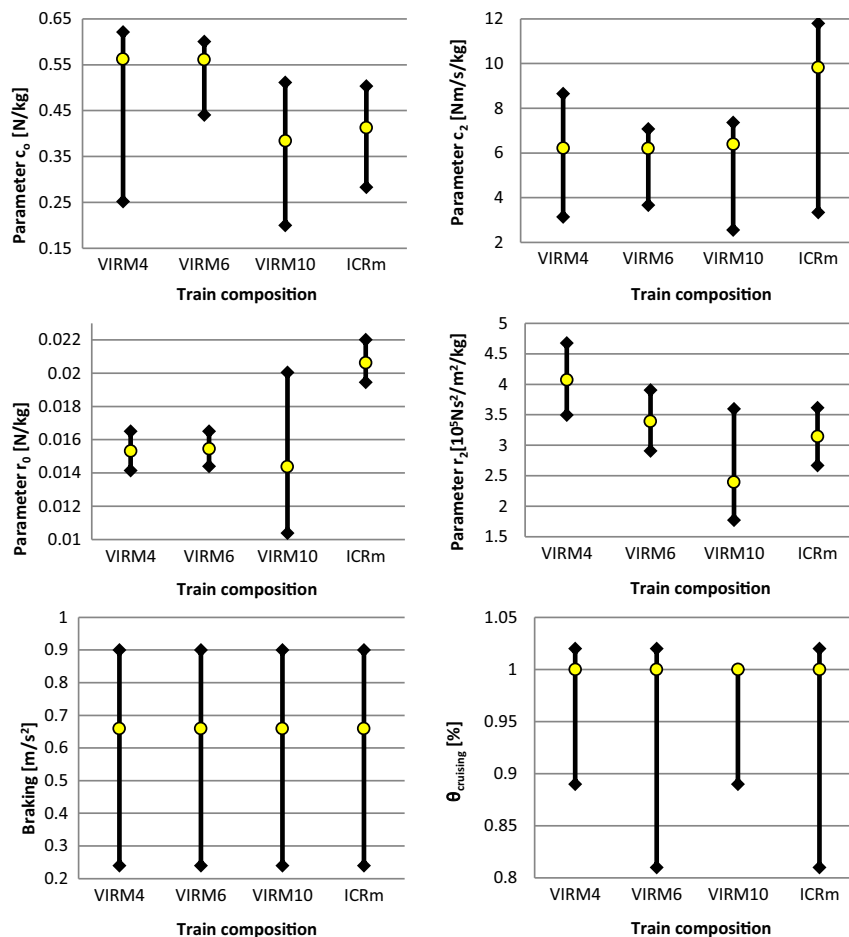 Parameter cₒ [N/kg]
0.65
0.55
0.45
0.35
0.25
0.15
VIRM4 VIRM6 VIRM10 ICRm
Train composition
Parameter c₂ [Nm/s/kg]
12
10
8
6
4
2
VIRM4 VIRM6 VIRM10 ICRm
Train composition
Parameter r₀ [N/kg]
0.022
0.02
0.018
0.016
0.014
0.012
0.01
VIRM4 VIRM6 VIRM10 ICRm
Train composition
Parameter r₂[10⁵Ns²/m²/kg]
5
4.5
4
3.5
3
2.5
2
1.5
VIRM4 VIRM6 VIRM10 ICRm
Train composition
Braking [m/s²]
1
0.9
0.8
0.7
0.6
0.5
0.4
0.3
0.2
VIRM4 VIRM6 VIRM10 ICRm
Train composition
θcruising [%]
1.05
1
0.95
0.9
0.85
0.8
VIRM4 VIRM6 VIRM10 ICRm
Train composition